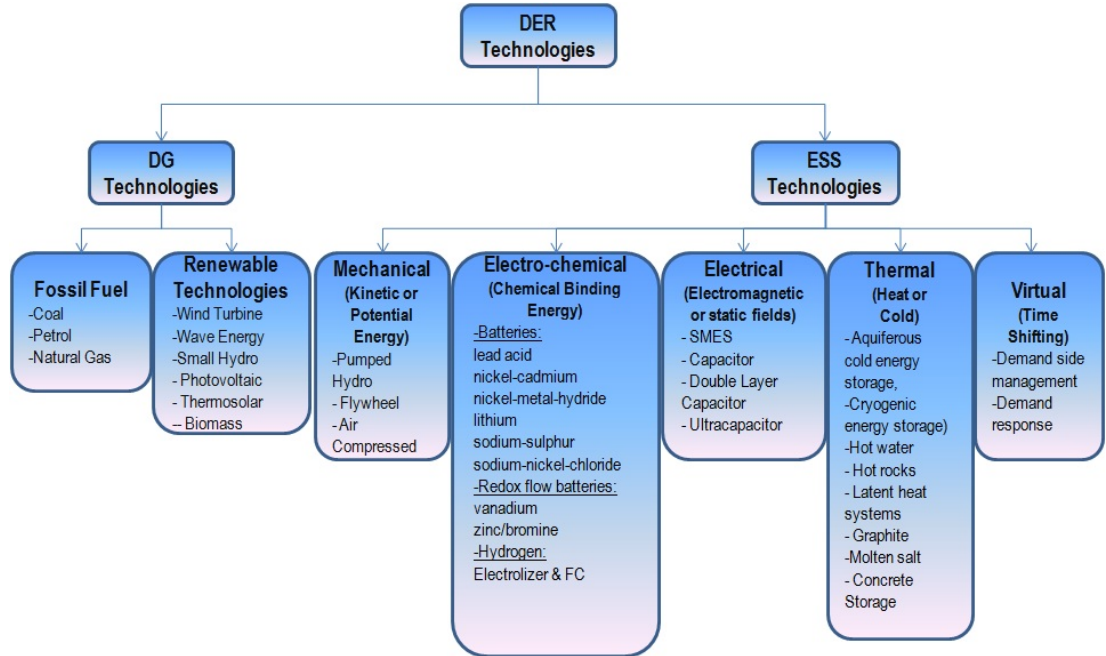 DER
Technologies
DG
Technologies
ESS
Technologies
Fossil Fuel
-Coal
-Petrol
-Natural Gas
Renewable
Technologies
-Wind Turbine
-Wave Energy
-Small Hydro
- Photovoltaic
- Thermosolar
-- Biomass
Mechanical
(Kinetic or
Potential
Energy)
-Pumped
Hydro
- Flywheel
- Air
Compressed
Electro-chemical
(Chemical Binding
Energy)
-Batteries:
lead acid
nickel-cadmium
nickel-metal-hydride
lithium
sodium-sulphur
sodium-nickel-chloride
-Redox flow batteries:
vanadium
zinc/bromine
-Hydrogen:
Electrolizer & FC
Electrical
(Electromagnetic
or static fields)
- SMES
- Capacitor
- Double Layer
Capacitor
- Ultracapacitor
Thermal
(Heat or
Cold)
- Aquiferous
cold energy
storage,
-Cryogenic
energy storage)
-Hot water
- Hot rocks
- Latent heat
systems
- Graphite
-Molten salt
- Concrete
Storage
Virtual
(Time
Shifting)
-Demand side
management
-Demand
response